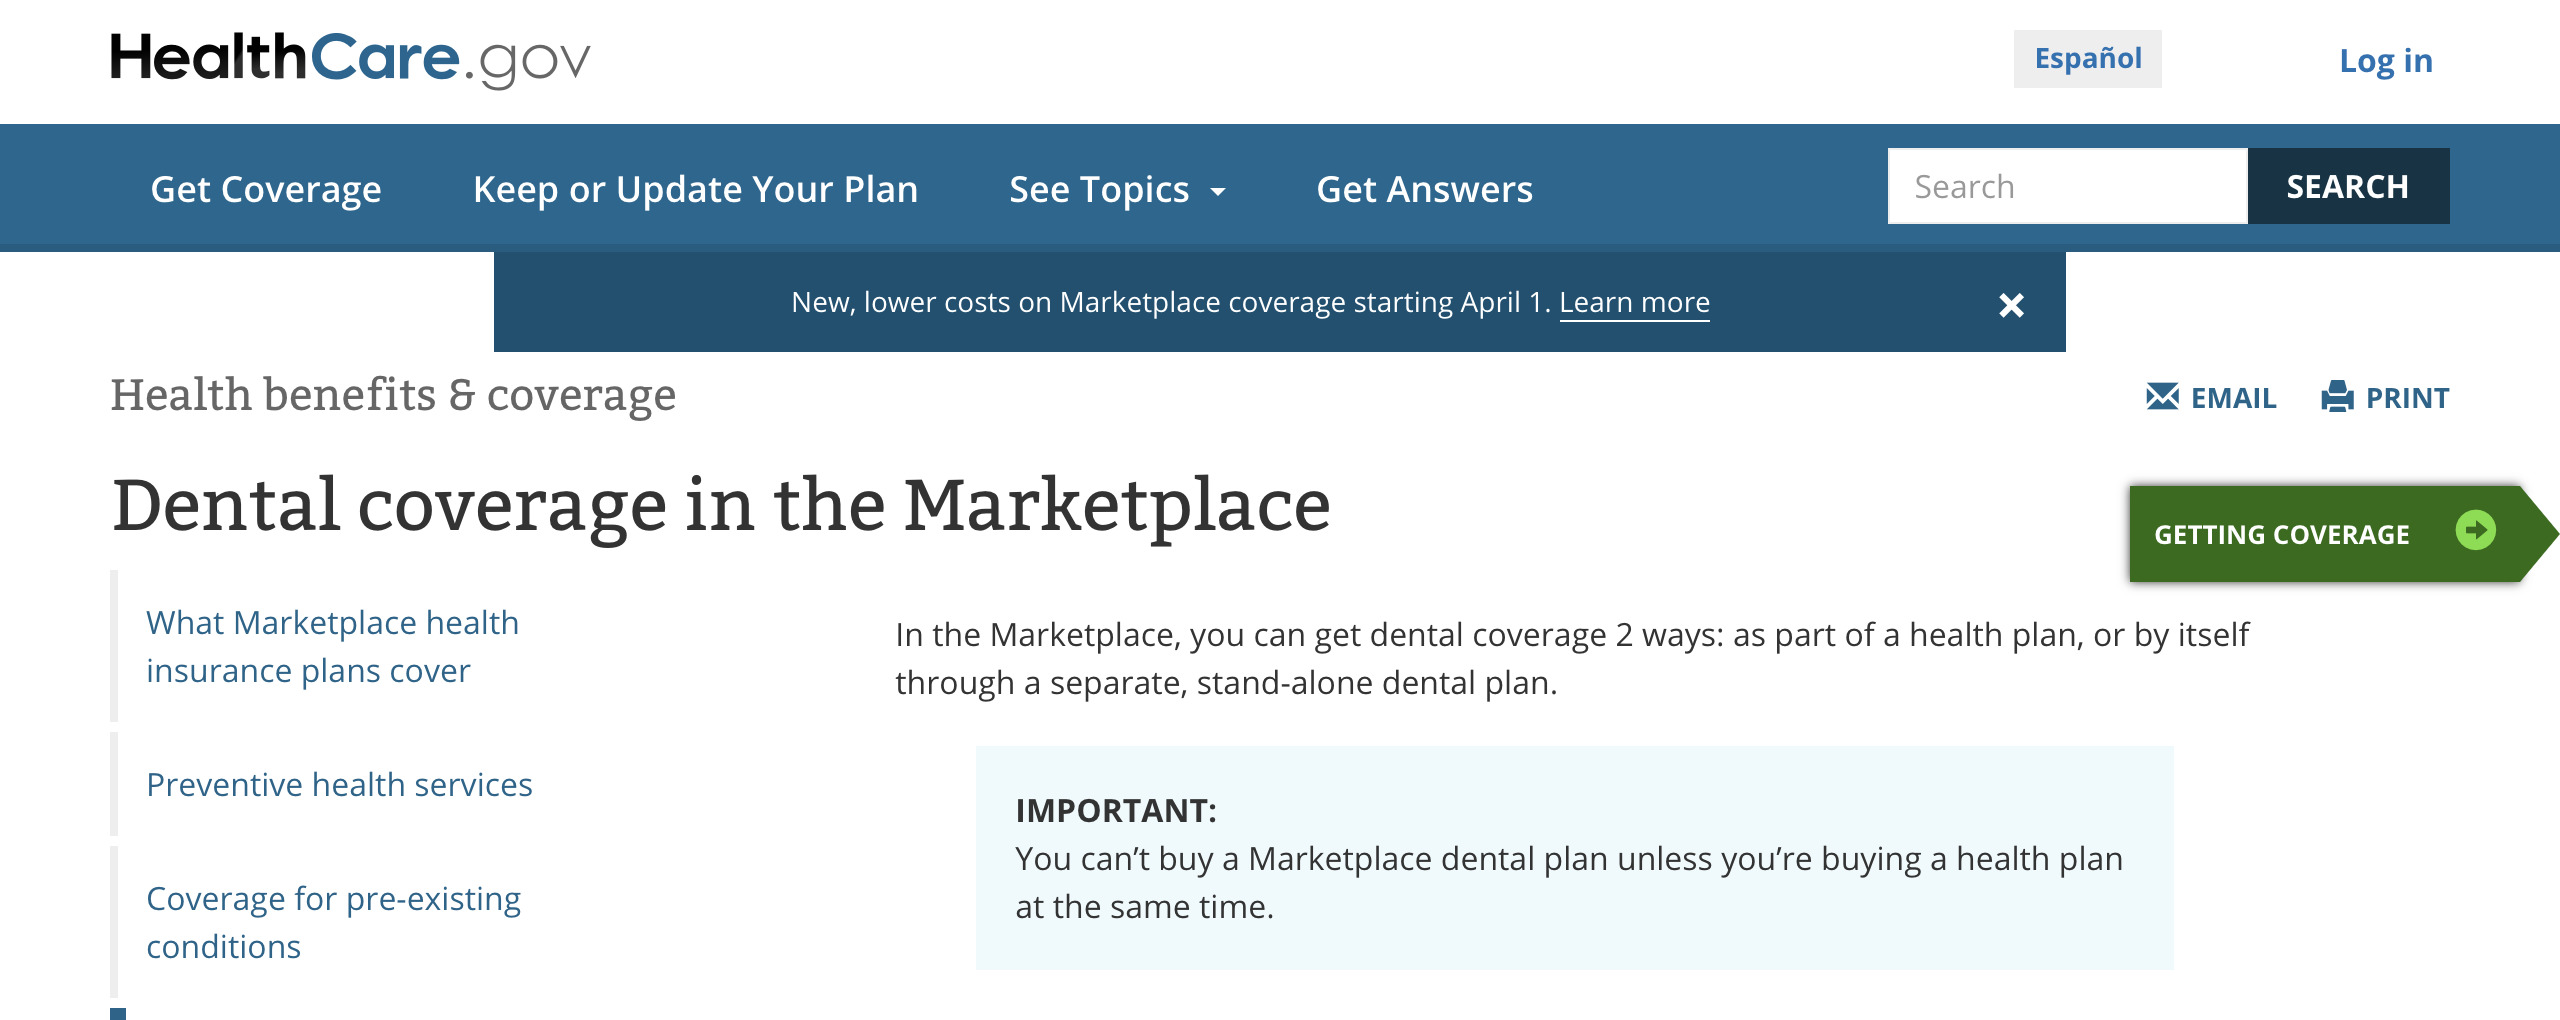 HealthCare.gov
Español
Log in
Get Coverage
Keep or Update Your Plan
See Topics
Get Answers
Search
SEARCH
New, lower costs on Marketplace coverage starting April 1. Learn more
Health benefits & coverage
EMAIL
PRINT
Dental coverage in the Marketplace
GETTING COVERAGE
What Marketplace health
insurance plans cover
Preventive health services
Coverage for pre-existing
conditions
In the Marketplace, you can get dental coverage 2 ways: as part of a health plan, or by itself
through a separate, stand-alone dental plan.
IMPORTANT:
You can’t buy a Marketplace dental plan unless you’re buying a health plan
at the same time.